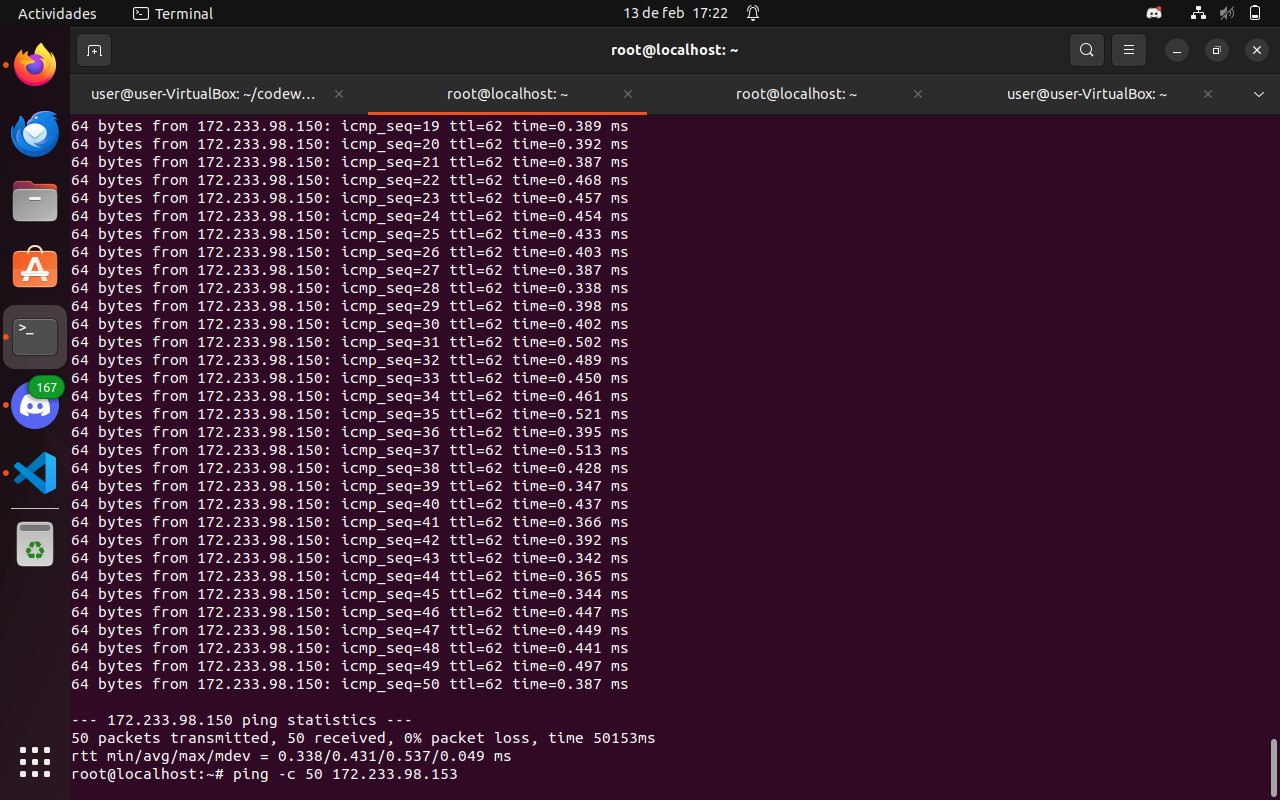 Actividades
Terminal
13 de feb 17:22
root@localhost: ~
user@user-VirtualBox: ~/codew…
root@localhost: ~
root@localhost: ~
user@user-VirtualBox: ~
64 bytes from 172.233.98.150: icmp_seq=19 ttl=62 time=0.389 ms
64 bytes from 172.233.98.150: icmp_seq=20 ttl=62 time=0.392 ms
64 bytes from 172.233.98.150: icmp_seq=21 ttl=62 time=0.387 ms
64 bytes from 172.233.98.150: icmp_seq=22 ttl=62 time=0.468 ms
64 bytes from 172.233.98.150: icmp_seq=23 ttl=62 time=0.457 ms
64 bytes from 172.233.98.150: icmp_seq=24 ttl=62 time=0.454 ms
64 bytes from 172.233.98.150: icmp_seq=25 ttl=62 time=0.433 ms
64 bytes from 172.233.98.150: icmp_seq=26 ttl=62 time=0.403 ms
64 bytes from 172.233.98.150: icmp_seq=27 ttl=62 time=0.387 ms
64 bytes from 172.233.98.150: icmp_seq=28 ttl=62 time=0.338 ms
64 bytes from 172.233.98.150: icmp_seq=29 ttl=62 time=0.398 ms
64 bytes from 172.233.98.150: icmp_seq=30 ttl=62 time=0.402 ms
64 bytes from 172.233.98.150: icmp_seq=31 ttl=62 time=0.502 ms
64 bytes from 172.233.98.150: icmp_seq=32 ttl=62 time=0.489 ms
64 bytes from 172.233.98.150: icmp_seq=33 ttl=62 time=0.450 ms
64 bytes from 172.233.98.150: icmp_seq=34 ttl=62 time=0.461 ms
64 bytes from 172.233.98.150: icmp_seq=35 ttl=62 time=0.521 ms
64 bytes from 172.233.98.150: icmp_seq=36 ttl=62 time=0.395 ms
64 bytes from 172.233.98.150: icmp_seq=37 ttl=62 time=0.513 ms
64 bytes from 172.233.98.150: icmp_seq=38 ttl=62 time=0.428 ms
64 bytes from 172.233.98.150: icmp_seq=39 ttl=62 time=0.347 ms
64 bytes from 172.233.98.150: icmp_seq=40 ttl=62 time=0.437 ms
64 bytes from 172.233.98.150: icmp_seq=41 ttl=62 time=0.366 ms
64 bytes from 172.233.98.150: icmp_seq=42 ttl=62 time=0.392 ms
64 bytes from 172.233.98.150: icmp_seq=43 ttl=62 time=0.342 ms
64 bytes from 172.233.98.150: icmp_seq=44 ttl=62 time=0.365 ms
64 bytes from 172.233.98.150: icmp_seq=45 ttl=62 time=0.344 ms
64 bytes from 172.233.98.150: icmp_seq=46 ttl=62 time=0.447 ms
64 bytes from 172.233.98.150: icmp_seq=47 ttl=62 time=0.449 ms
64 bytes from 172.233.98.150: icmp_seq=48 ttl=62 time=0.441 ms
64 bytes from 172.233.98.150: icmp_seq=49 ttl=62 time=0.497 ms
64 bytes from 172.233.98.150: icmp_seq=50 ttl=62 time=0.387 ms
--- 172.233.98.150 ping statistics ---
50 packets transmitted, 50 received, 0% packet loss, time 50153ms
rtt min/avg/max/mdev = 0.338/0.431/0.537/0.049 ms
root@localhost:~# ping -c 50 172.233.98.153
167